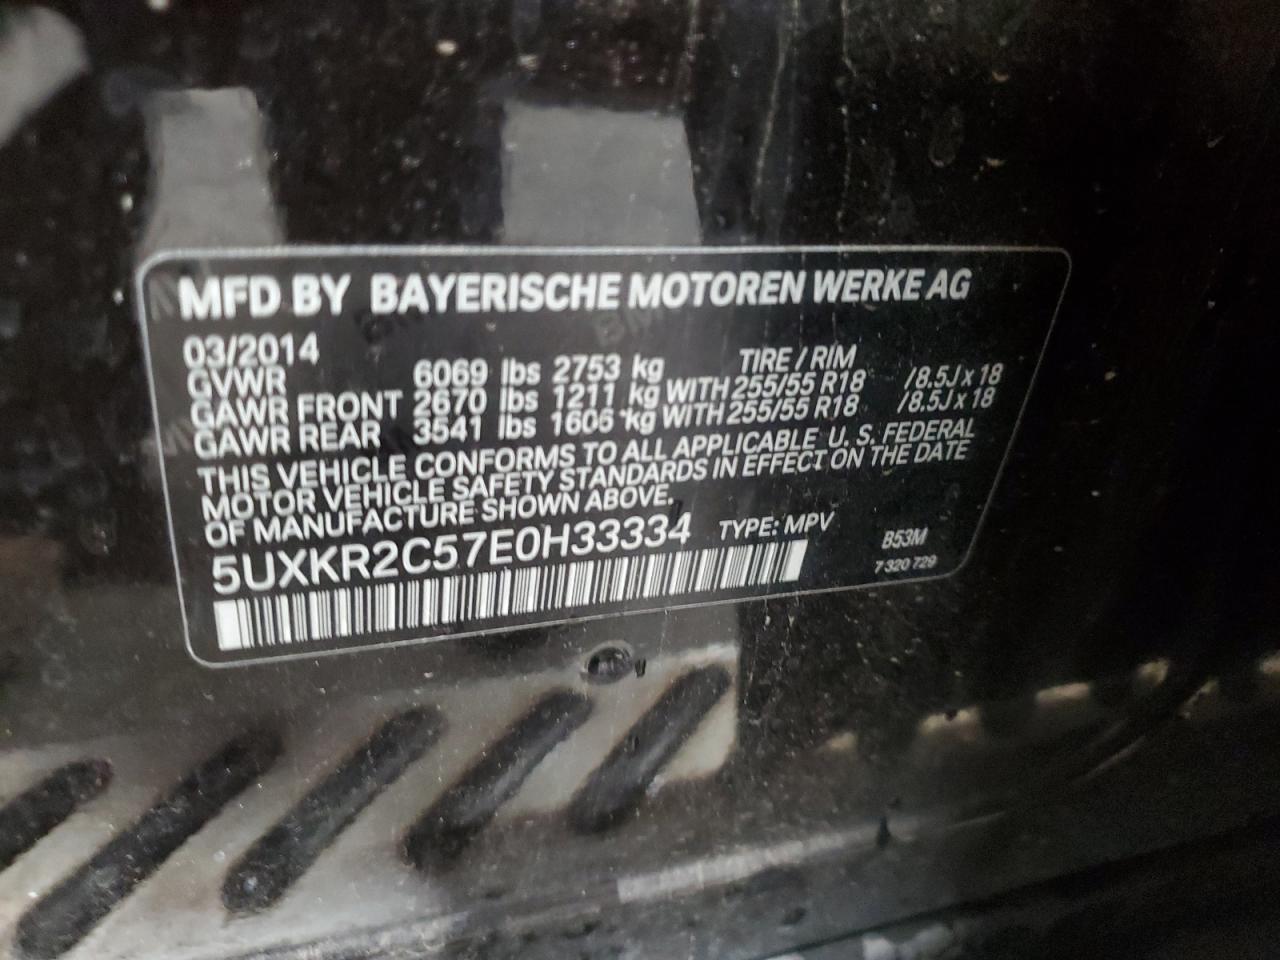 MFD BY BAYERISCHE MOTOREN WERKE AG
03/2014 TIRE / RIM
GVWR 6069 lbs 2753 kg
GAWR FRONT 2670 lbs 1211 kg WITH 255/55 R18 /8.5J x 18
GAWR REAR 3541 lbs 1606 kg WITH 255/55 R18 /8.5J x 18
THIS VEHICLE CONFORMS TO ALL APPLICABLE U. S. FEDERAL
MOTOR VEHICLE SAFETY STANDARDS IN EFFECT ON THE DATE
OF MANUFACTURE SHOWN ABOVE.
5UXKR2C57E0H33334 TYPE: MPV B53M
7 320 729